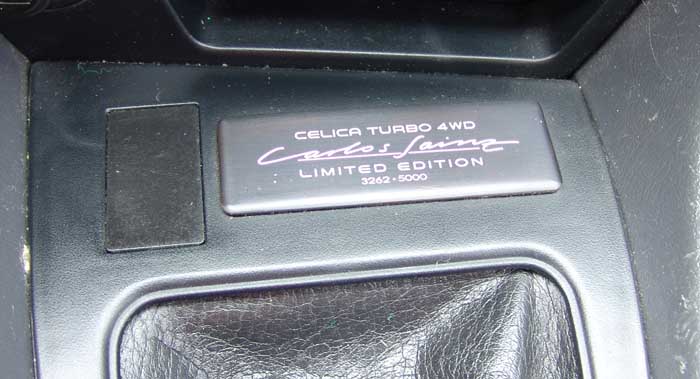 CELICA TURBO 4WD
Carlos Sainz
LIMITED EDITION
3262・5000